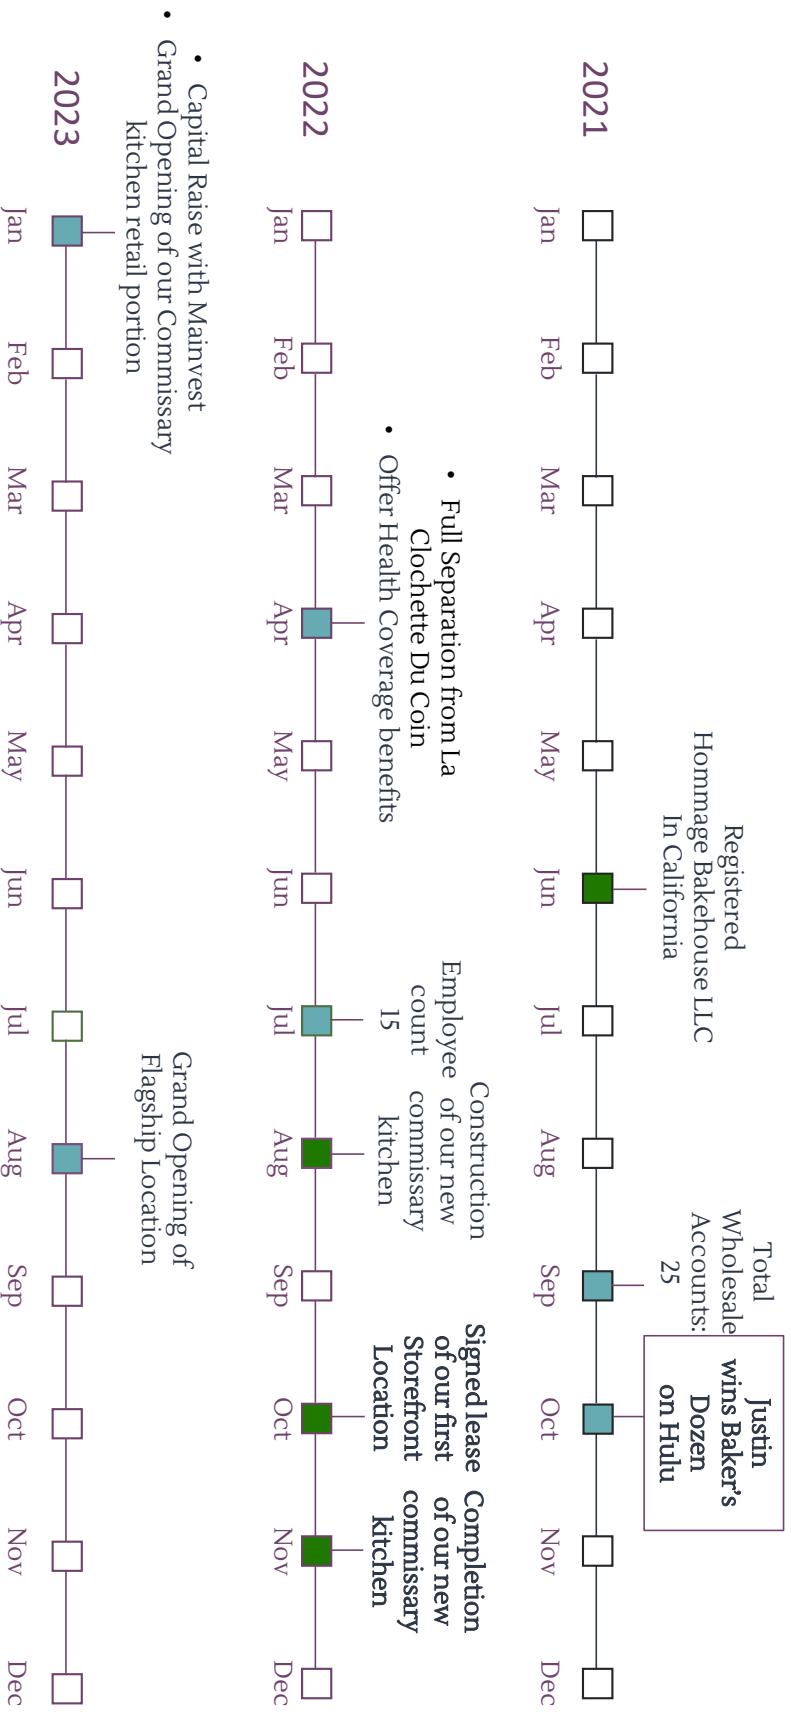 Registered
Hommage Bakehouse LLC
In California
Total
Wholesale
Accounts:
25
Justin
wins Baker’s
Dozen
on Hulu
2021
Jan
Feb
Mar
Apr
May
Jun
Jul
Aug
Sep
Oct
Nov
Dec
• Full Separation from La
Clochette Du Coin
• Offer Health Coverage benefits
Employee
count
15
Construction
of our new
commissary
kitchen
Signed lease
of our first
Storefront
Location
Completion
of our new
commissary
kitchen
2022
Jan
Feb
Mar
Apr
May
Jun
Jul
Aug
Sep
Oct
Nov
Dec
• Capital Raise with Mainvest
• Grand Opening of our Commissary
kitchen retail portion
Grand Opening of
Flagship Location
2023
Jan
Feb
Mar
Apr
May
Jun
Jul
Aug
Sep
Oct
Nov
Dec